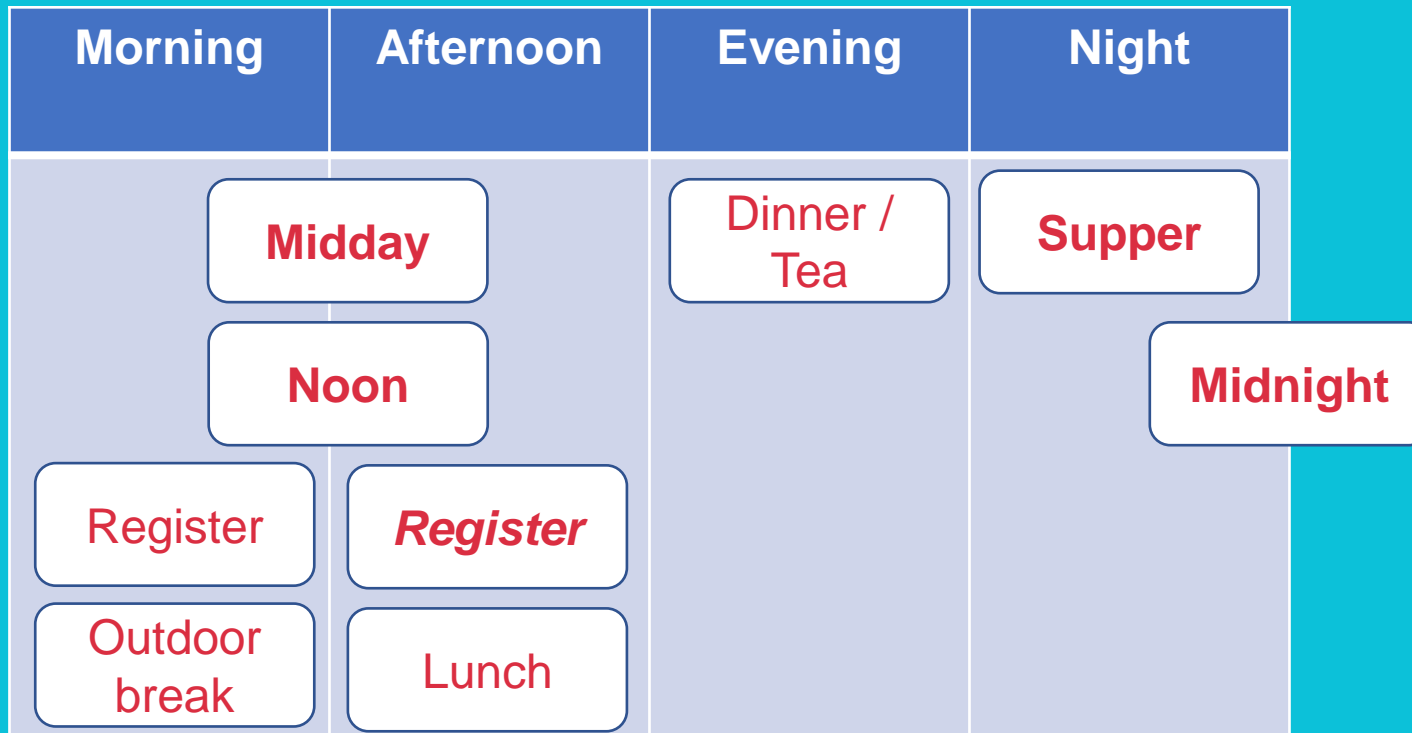 Morning
Afternoon
Evening
Night
Midday
Dinner /
Tea
Supper
Noon
Midnight
Register
Register
Outdoor
break
Lunch